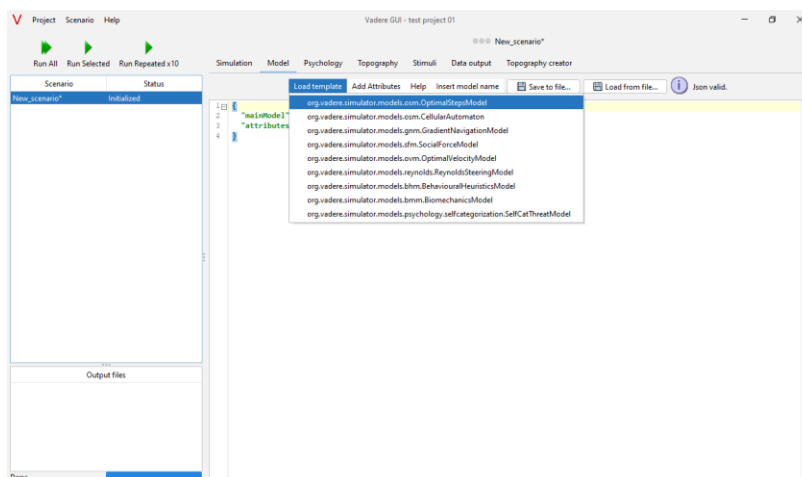 V Project Scenario Help Vadere GUI - test project 01
New_scenario*
Run All Run Selected Run Repeated x10
Simulation Model Psychology Topography Stimuli Data output Topography creator
Scenario Status
Load template Add Attributes Help Insert model name Save to file... Load from file... i Json valid.
New_scenario* Initialized
1 {
2 "mainModel"
3 "attributes
4 }
org.vadere.simulator.models.osm.OptimalStepsModel
org.vadere.simulator.models.osm.CellularAutomaton
org.vadere.simulator.models.gnm.GradientNavigationModel
org.vadere.simulator.models.sfm.SocialForceModel
org.vadere.simulator.models.ovm.OptimalVelocityModel
org.vadere.simulator.models.reynolds.ReynoldsSteeringModel
org.vadere.simulator.models.bhm.BehaviouralHeuristicsModel
org.vadere.simulator.models.bmm.BiomechanicsModel
org.vadere.simulator.models.psychology.selfcategorization.SelfCatThreatModel
Output files